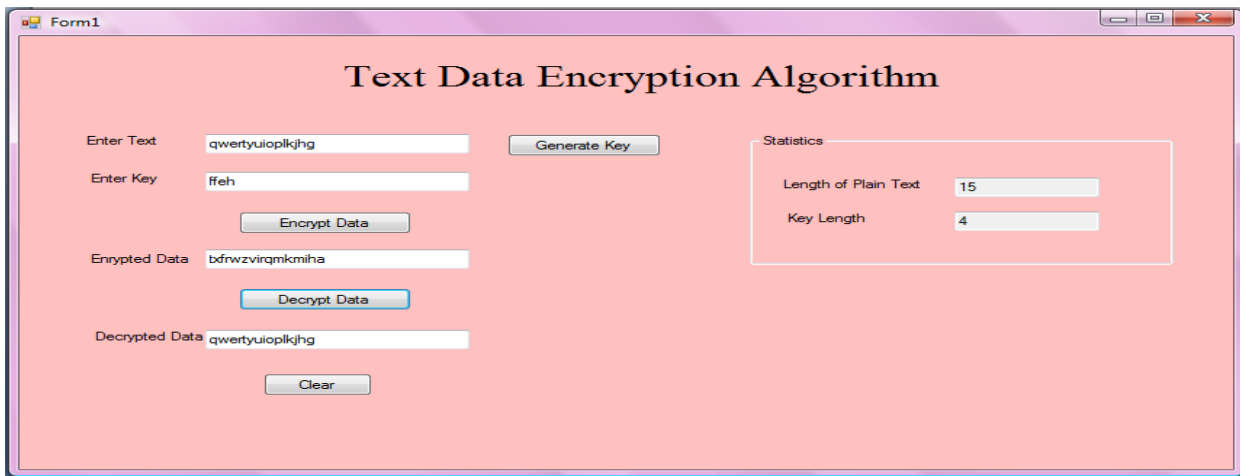 Form1
Text Data Encryption Algorithm
Enter Text qwertyuioplkjhg Generate Key Statistics
Enter Key ffeh Length of Plain Text 15
Encrypt Data Key Length 4
Enrypted Data txfrwzvirqmkmiha
Decrypt Data
Decrypted Data qwertyuioplkjhg
Clear